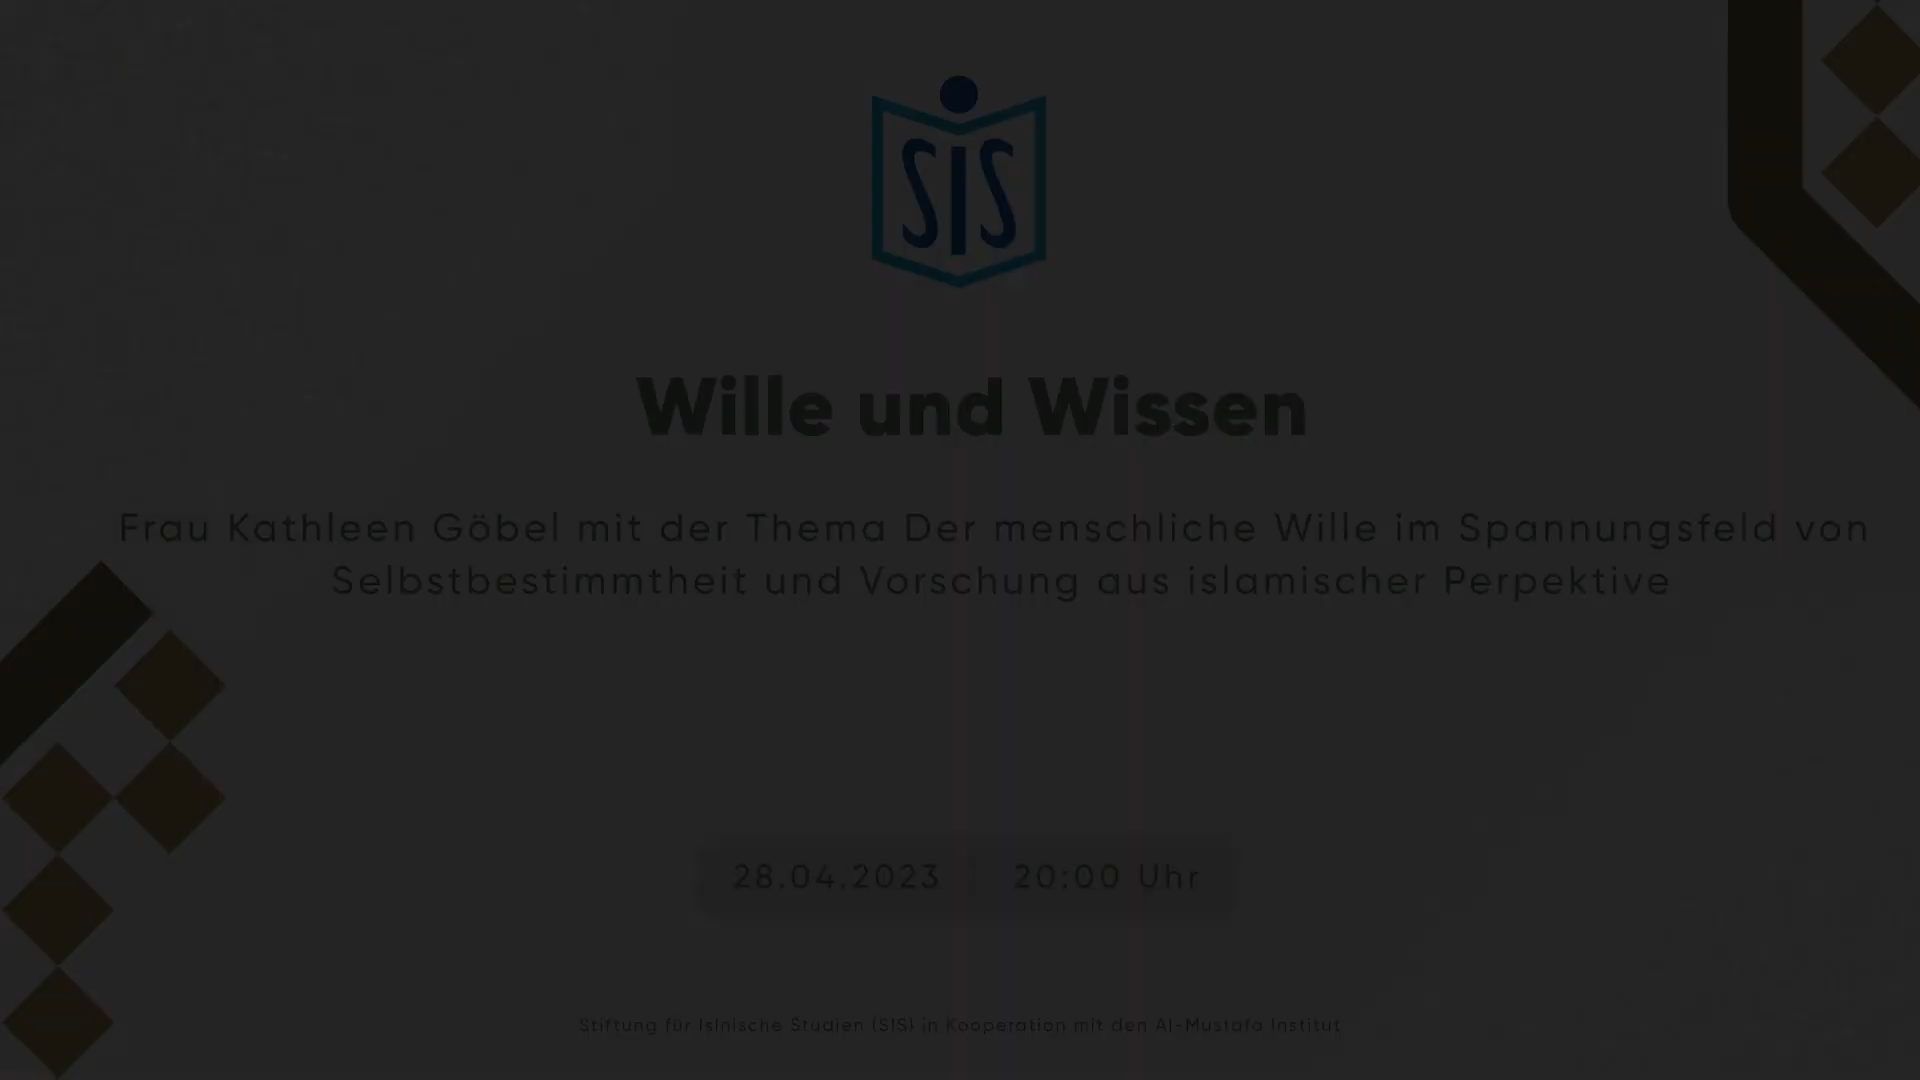 SIS
Wille und Wissen
Frau Kathleen Göbel mit der Thema Der menschliche Wille im Spannungsfeld von
Selbstbestimmtheit und Vorschung aus islamischer Perpektive
28.04.2023 20:00 Uhr
Stiftung für Islnische Studien (SIS) in Kooperation mit den Al-Mustafa Institut